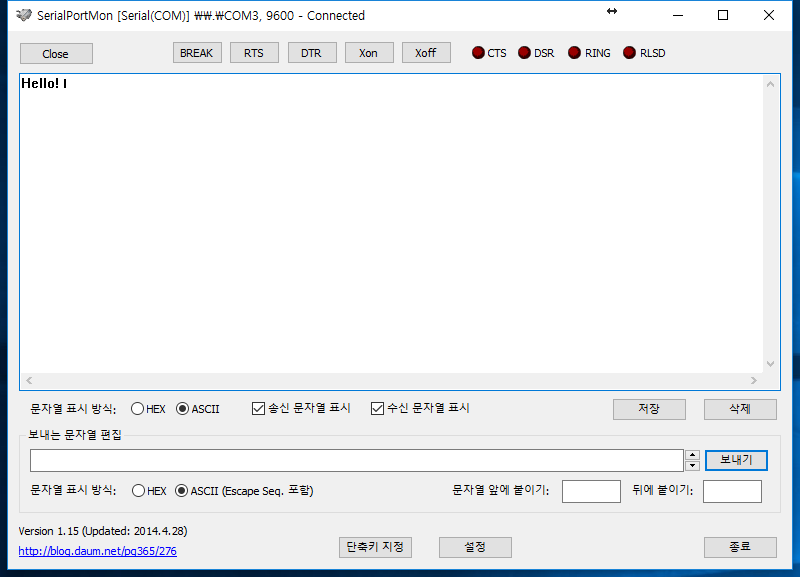 SerialPortMon [Serial(COM)] ₩₩.₩COM3, 9600 - Connected
Close BREAK RTS DTR Xon Xoff CTS DSR RING RLSD
Hello! I
문자열 표시 방식: HEX ASCII 송신 문자열 표시 수신 문자열 표시 저장 삭제
보내는 문자열 편집
보내기
문자열 표시 방식: HEX ASCII (Escape Seq. 포함) 문자열 앞에 붙이기: 뒤에 붙이기:
Version 1.15 (Updated: 2014.4.28)
http://blog.daum.net/pg365/276 단축키 지정 설정 종료